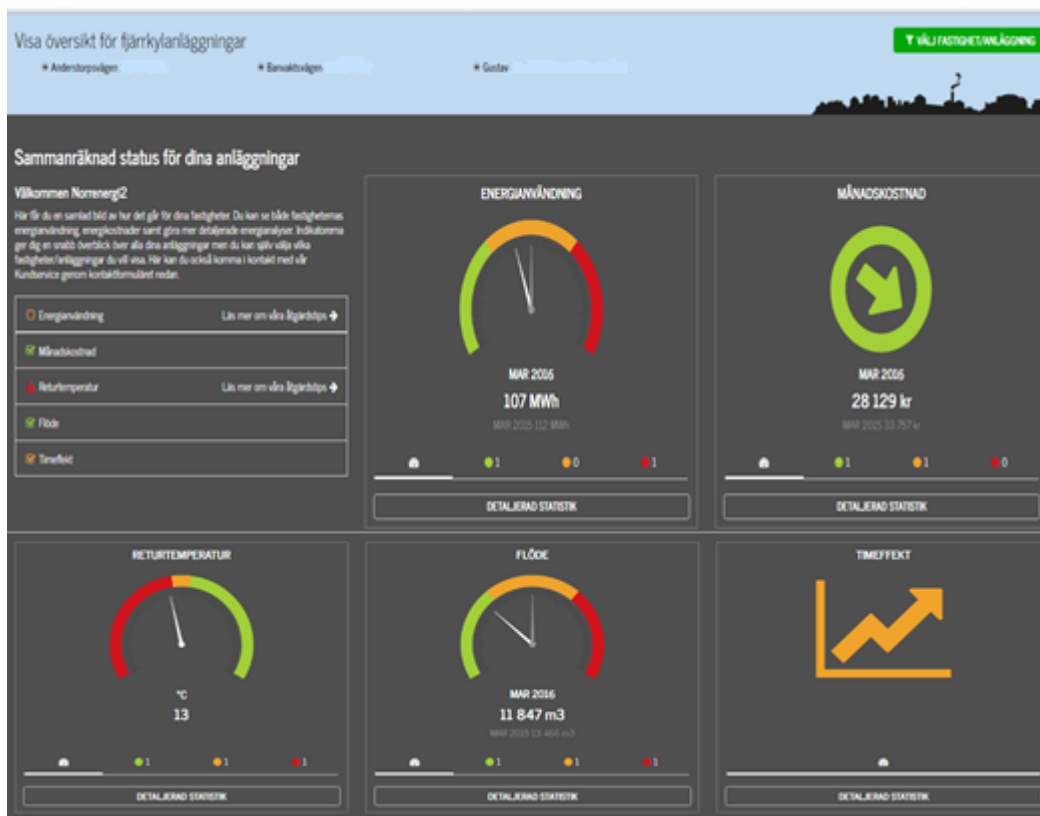 Visa översikt för fjärrkylanläggningar
VÄLJ FASTIGHET/ANLÄGGNING
Anderstorpsvägen
Banvaktsvägen
Gustav
Sammanräknad status för dina anläggningar
Välkommen Norrenergi2
Här får du en samlad bild av hur det går för dina fastigheter. Du kan se både fastigheternas
energianvändning, energikostnader samt göra mer detaljerade energianalyser. Indikatorerna
ger dig en snabb överblick över alla dina anläggningar men du kan själv välja vilka
fastigheter/anläggningar du vill visa. Här kan du också komma i kontakt med vår
Kundservice genom kontaktformuläret nedan.
Energianvändning Läs mer om våra åtgärdstips
Månadskostnad
Returtemperatur Läs mer om våra åtgärdstips
Flöde
Timeffekt
ENERGIANVÄNDNING
MAR 2016
107 MWh
MAR 2015 112 MWh
1 0 1
DETALJERAD STATISTIK
MÅNADSKOSTNAD
MAR 2016
28 129 kr
MAR 2015 33 757 kr
1 1 0
DETALJERAD STATISTIK
RETURTEMPERATUR
°C
13
1 1 1
DETALJERAD STATISTIK
FLÖDE
MAR 2016
11 847 m3
MAR 2015 13 466 m3
1 1 1
DETALJERAD STATISTIK
TIMEFFEKT
DETALJERAD STATISTIK